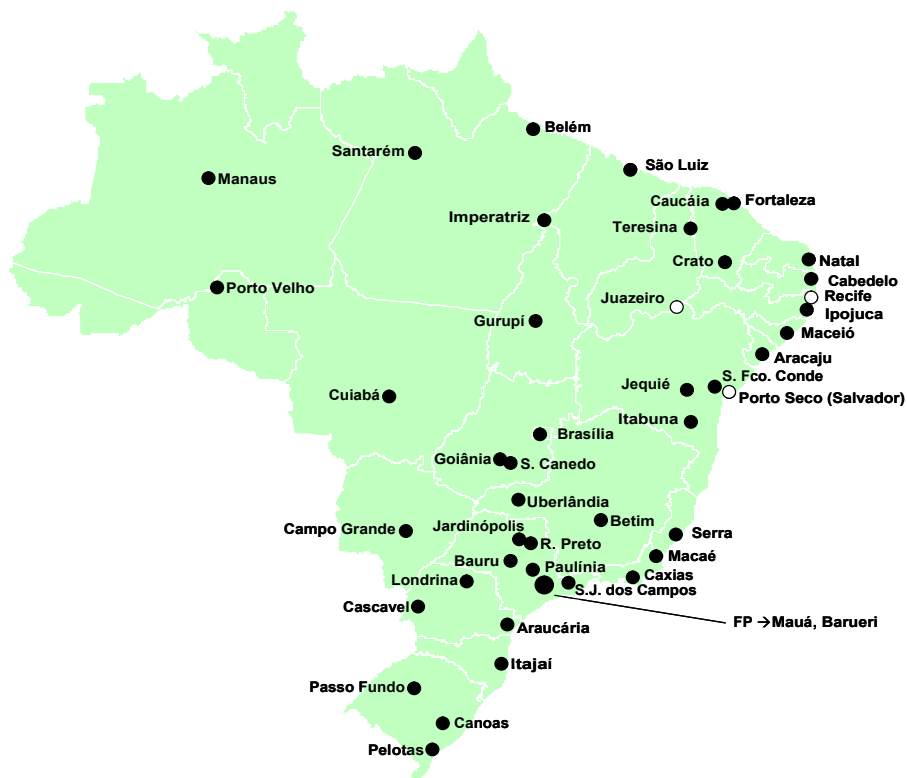 Belém
Santarém
São Luiz
Manaus
Caucáia
Fortaleza
Imperatriz
Teresina
Crato
Natal
Cabedelo
Porto Velho
Juazeiro
Recife
Ipojuca
Gurupí
Maceió
Aracaju
Jequié
S. Fco. Conde
Cuiabá
Porto Seco (Salvador)
Itabuna
Brasília
Goiânia
S. Canedo
Uberlândia
Betim
Campo Grande
Jardinópolis
Serra
R. Preto
Macaé
Bauru
Paulínia
Caxias
Londrina
S.J. dos Campos
Cascavel
FP →Mauá, Barueri
Araucária
Itajaí
Passo Fundo
Canoas
Pelotas